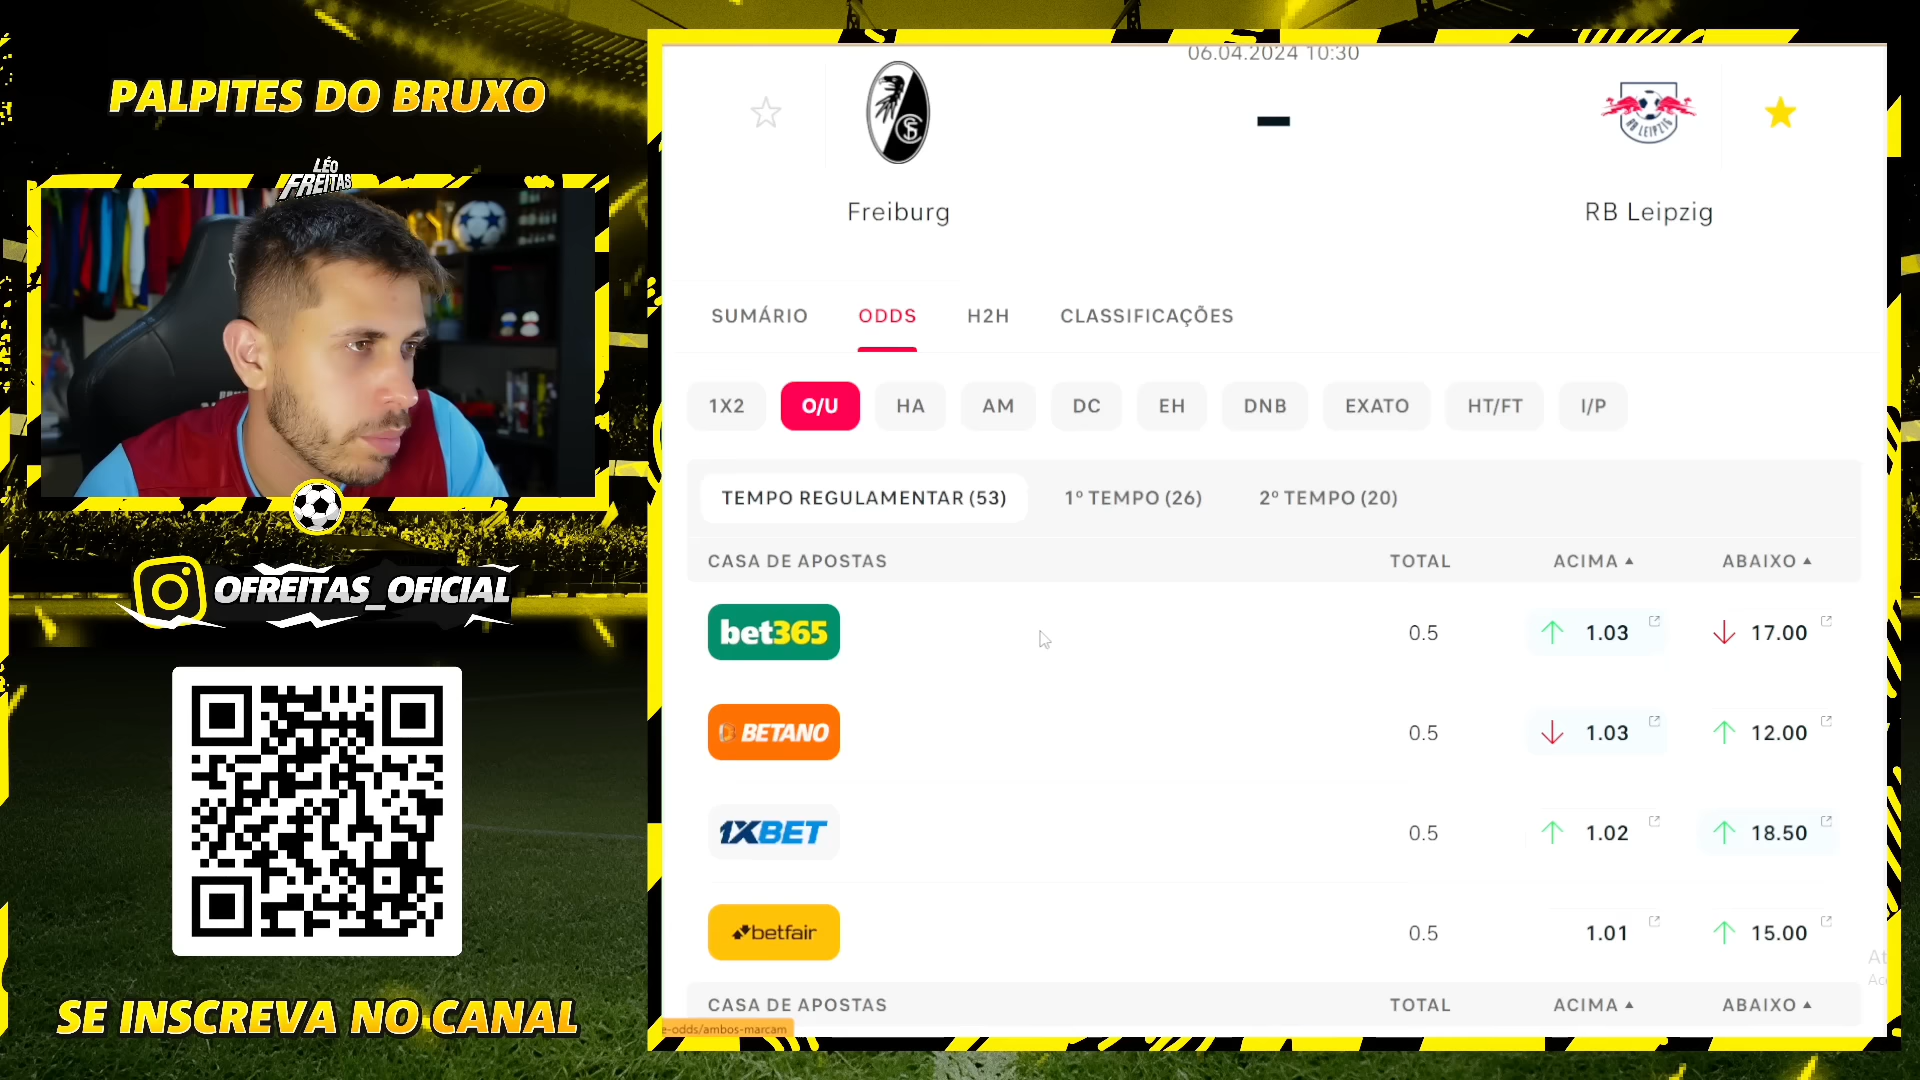 PALPITES DO BRUXO
LÉO
FREITAS
OFREITAS_OFICIAL
SE INSCREVA NO CANAL
06.04.2024 10:30
Freiburg
-
RB LEIPZIG
RB Leipzig
SUMÁRIO ODDS H2H CLASSIFICAÇÕES
1X2 O/U HA AM DC EH DNB EXATO HT/FT I/P
TEMPO REGULAMENTAR (53) 1º TEMPO (26) 2º TEMPO (20)
CASA DE APOSTAS TOTAL ACIMA ABAIXO
bet365 0.5 1.03 17.00
BETANO 0.5 1.03 12.00
1XBET 0.5 1.02 18.50
betfair 0.5 1.01 15.00
CASA DE APOSTAS TOTAL ACIMA ABAIXO
e-odds/ambos-marcam